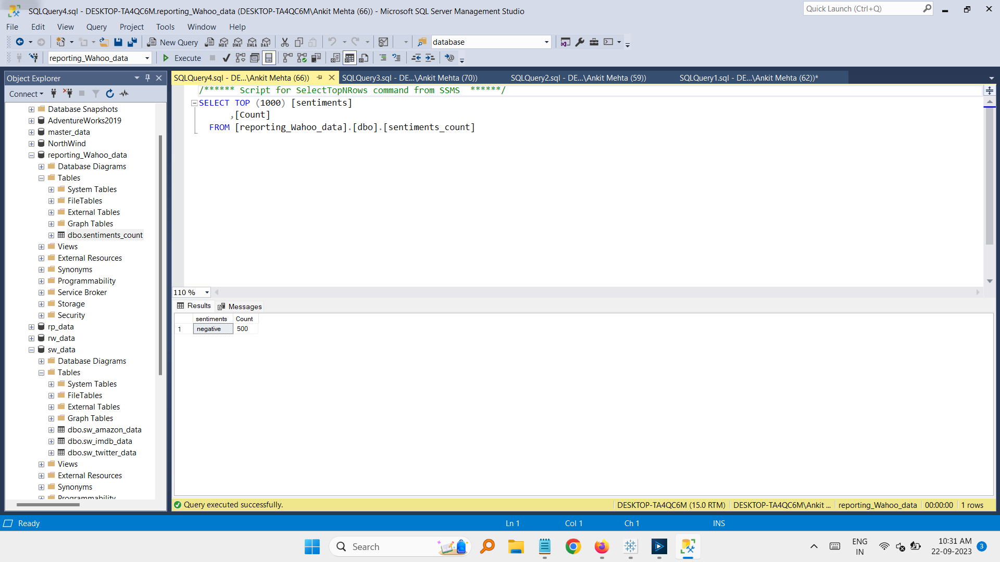 SQLQuery4.sql - DESKTOP-TA4QC6M.reporting_Wahoo_data (DESKTOP-TA4QC6M\Ankit Mehta (66)) - Microsoft SQL Server Management Studio
Quick Launch (Ctrl+Q)
File Edit View Query Project Tools Window Help
New Query MDX DMX XMLA DAX database
reporting_Wahoo_data Execute
Object Explorer
Connect
Database Snapshots
AdventureWorks2019
master_data
NorthWind
reporting_Wahoo_data
Database Diagrams
Tables
System Tables
FileTables
External Tables
Graph Tables
dbo.sentiments_count
Views
External Resources
Synonyms
Programmability
Service Broker
Storage
Security
rp_data
rw_data
sw_data
Database Diagrams
Tables
System Tables
FileTables
External Tables
Graph Tables
dbo.sw_amazon_data
dbo.sw_imdb_data
dbo.sw_twitter_data
Views
External Resources
Synonyms
Programmability
SQLQuery4.sql - DE...\Ankit Mehta (66)) SQLQuery3.sql - DE...\Ankit Mehta (70)) SQLQuery2.sql - DE...\Ankit Mehta (59)) SQLQuery1.sql - DE...\Ankit Mehta (62))*
/****** Script for SelectTopNRows command from SSMS ******/
SELECT TOP (1000) [sentiments]
,[Count]
FROM [reporting_Wahoo_data].[dbo].[sentiments_count]
110 %
Results Messages
sentiments Count
1 negative 500
Query executed successfully. DESKTOP-TA4QC6M (15.0 RTM) DESKTOP-TA4QC6M\Ankit ... reporting_Wahoo_data 00:00:00 1 rows
Ready Ln 1 Col 1 Ch 1 INS
Search
ENG
IN
10:31 AM
22-09-2023
3